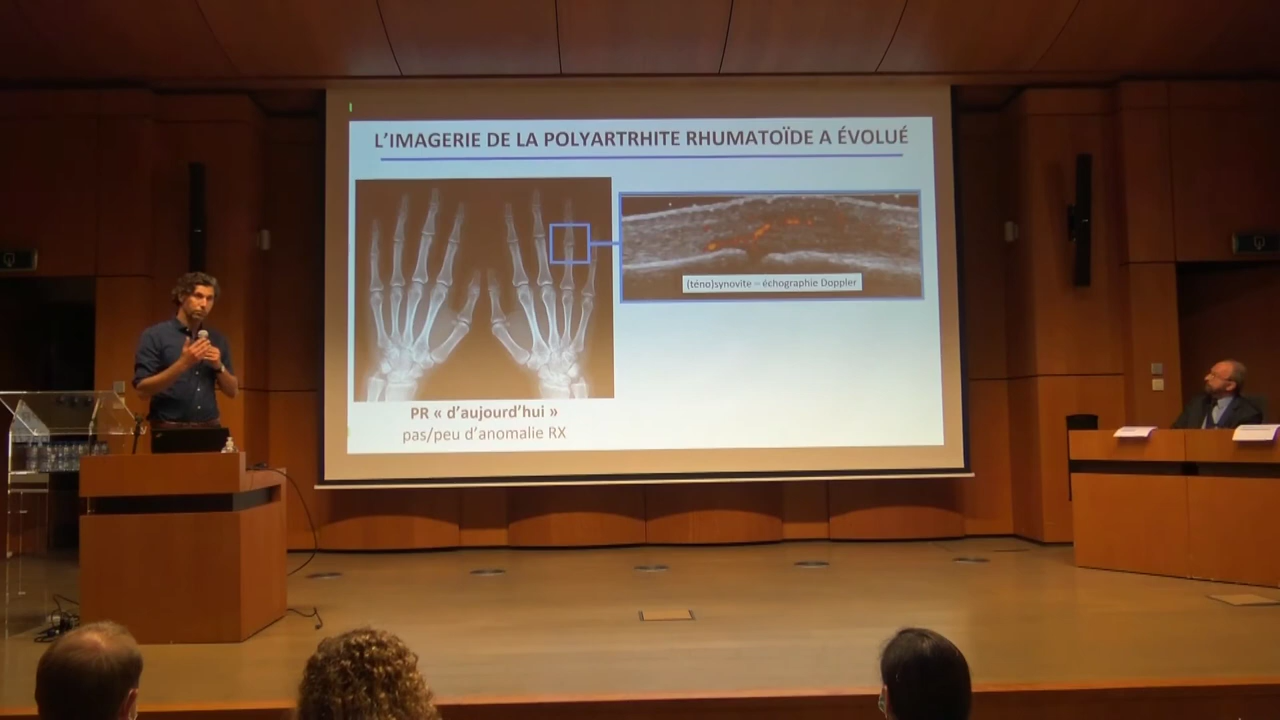 L'IMAGERIE DE LA POLYARTRHITE RHUMATOÏDE A ÉVOLUÉ
(téno)synovite – échographie Doppler
PR « d'aujourd'hui »
pas/peu d'anomalie RX